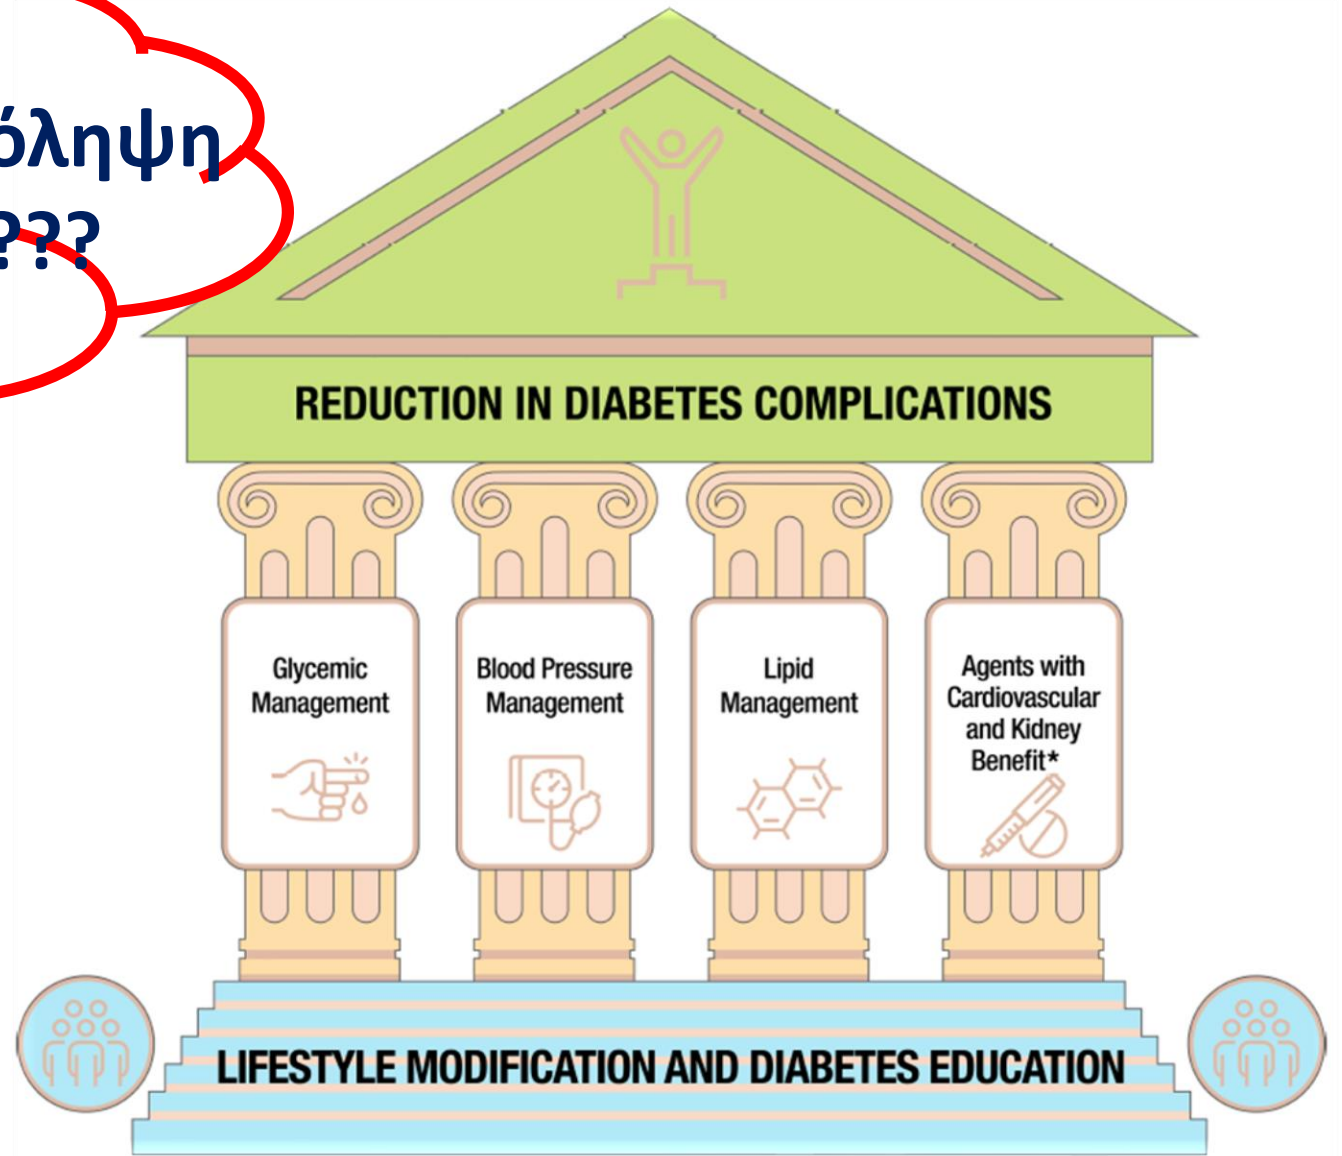 όληψη
???
REDUCTION IN DIABETES COMPLICATIONS
Glycemic
Management
Blood Pressure
Management
Lipid
Management
Agents with
Cardiovascular
and Kidney
Benefit*
LIFESTYLE MODIFICATION AND DIABETES EDUCATION